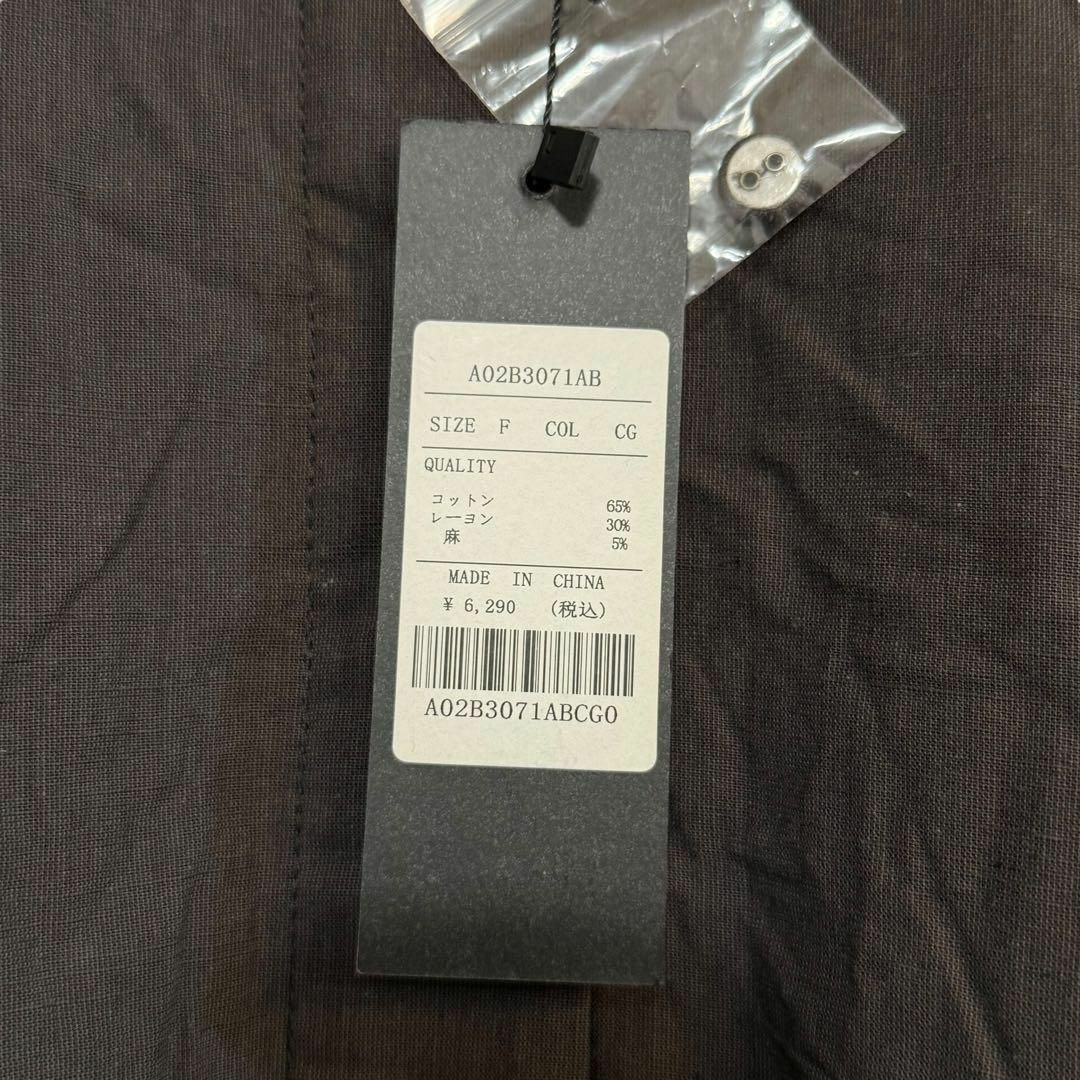 A02B3071AB
SIZE F COL CG
QUALITY
コットン 65%
レーヨン 30%
麻 5%
MADE IN CHINA
¥ 6,290 (税込)
A02B3071ABCG0